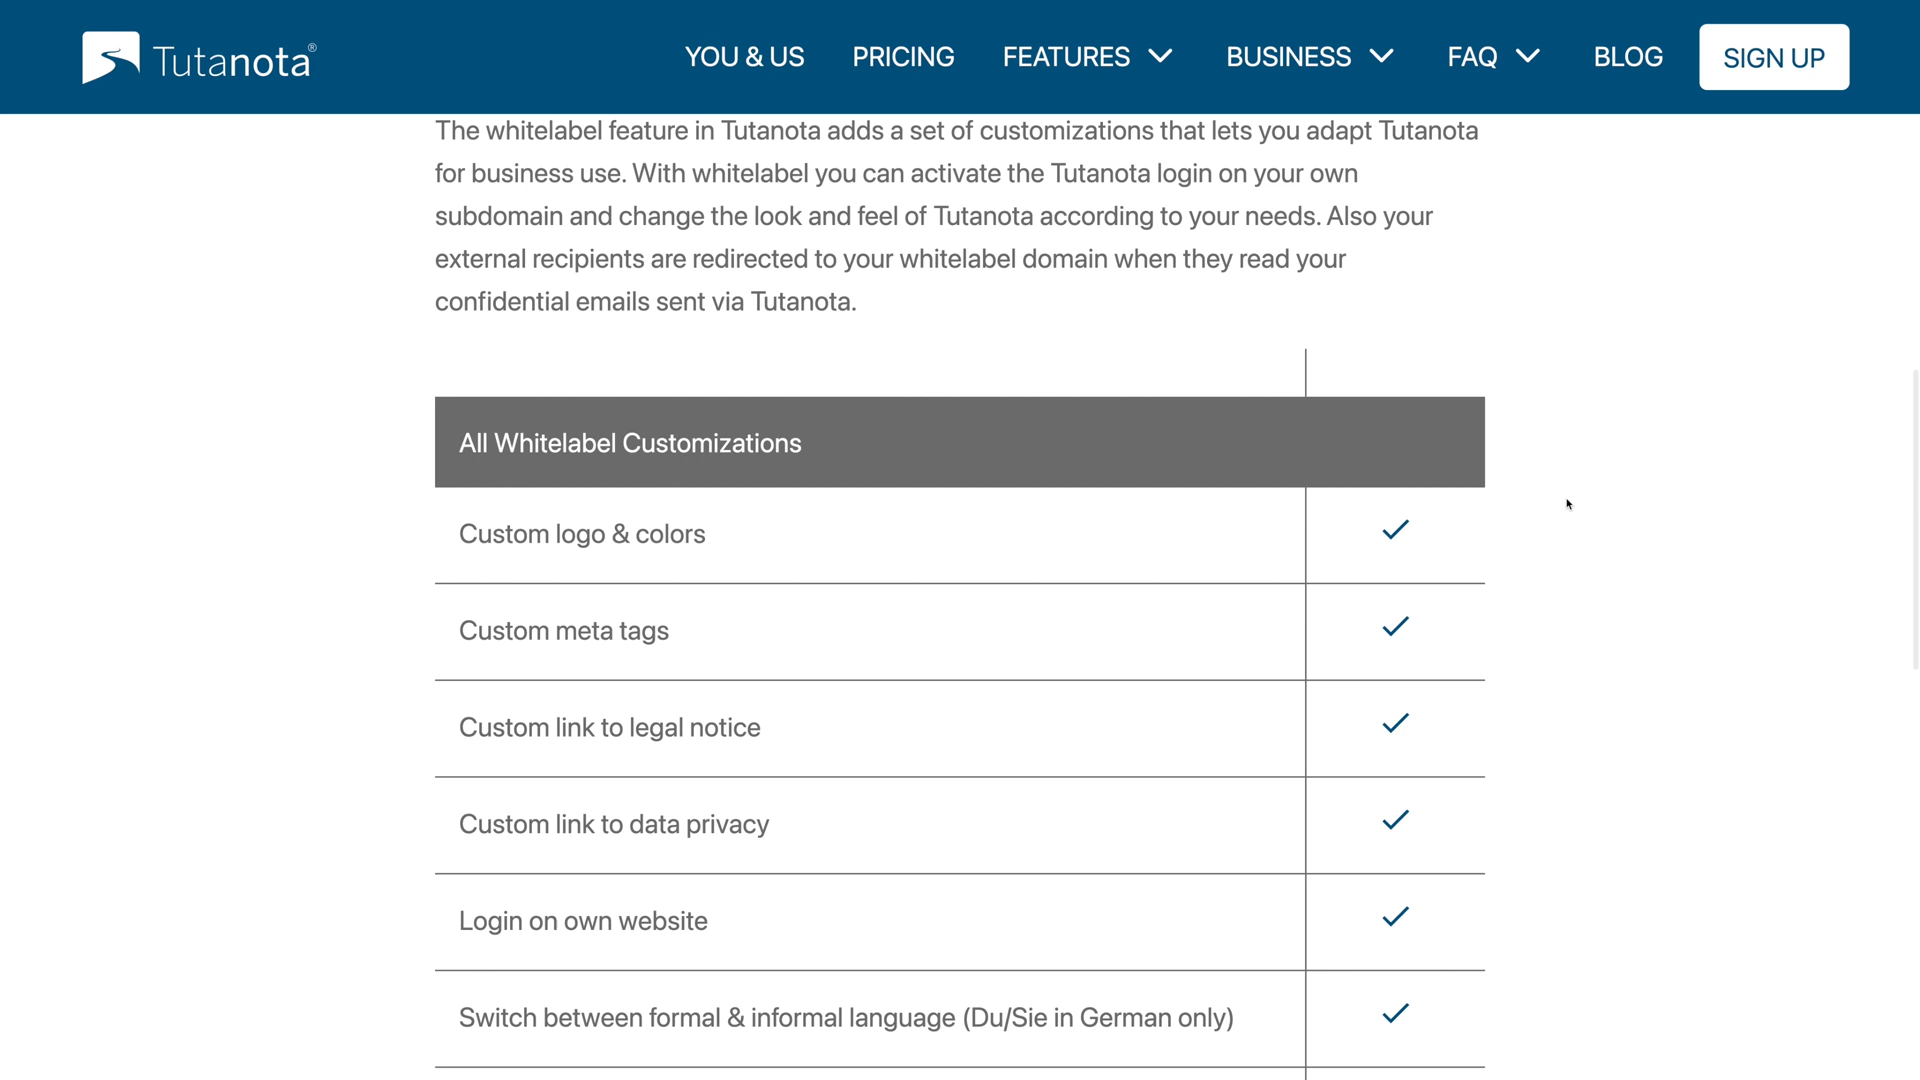 Tutanota®
YOU & US PRICING FEATURES BUSINESS FAQ BLOG SIGN UP
The whitelabel feature in Tutanota adds a set of customizations that lets you adapt Tutanota
for business use. With whitelabel you can activate the Tutanota login on your own
subdomain and change the look and feel of Tutanota according to your needs. Also your
external recipients are redirected to your whitelabel domain when they read your
confidential emails sent via Tutanota.
All Whitelabel Customizations
Custom logo & colors
Custom meta tags
Custom link to legal notice
Custom link to data privacy
Login on own website
Switch between formal & informal language (Du/Sie in German only)